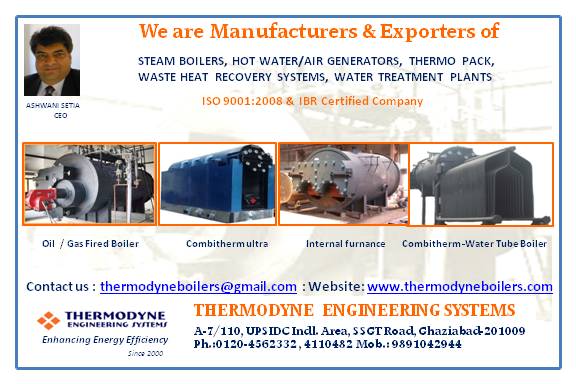 We are Manufacturers & Exporters of
STEAM BOILERS, HOT WATER/AIR GENERATORS, THERMO PACK,
WASTE HEAT RECOVERY SYSTEMS, WATER TREATMENT PLANTS
ISO 9001:2008 & IBR Certified Company
ASHWANI SETIA
CEO
Oil / Gas Fired Boiler
Combitherm ultra
Internal furnance
Combitherm-Water Tube Boiler
Contact us : thermodyneboilers@gmail.com : Website: www.thermodyneboilers.com
THERMODYNE
ENGINEERING SYSTEMS
Enhancing Energy Efficiency
Since 2000
THERMODYNE ENGINEERING SYSTEMS
A-7/110, UPSIDC Indl. Area, SSGT Road, Ghaziabad-201009
Ph.:0120-4562332, 4110482 Mob.: 9891042944